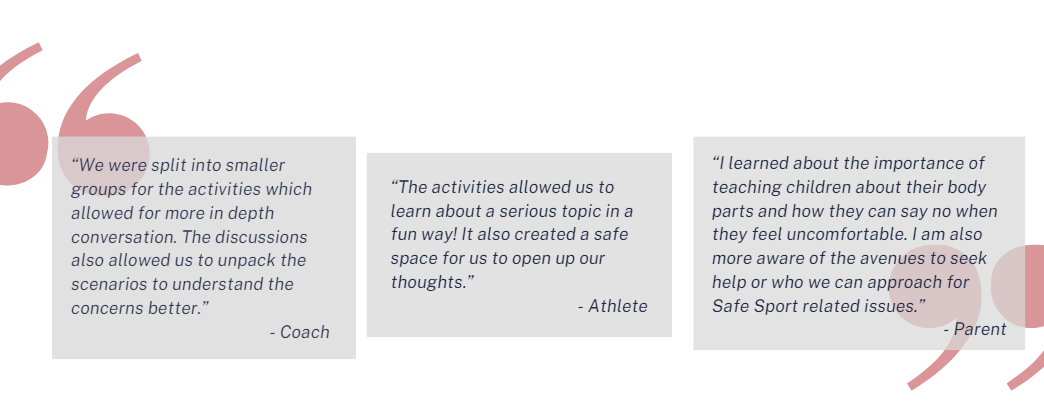 “We were split into smaller
groups for the activities which
allowed for more in depth
conversation. The discussions
also allowed us to unpack the
scenarios to understand the
concerns better.”
- Coach
“The activities allowed us to
learn about a serious topic in a
fun way! It also created a safe
space for us to open up our
thoughts.”
- Athlete
“I learned about the importance of
teaching children about their body
parts and how they can say no when
they feel uncomfortable. I am also
more aware of the avenues to seek
help or who we can approach for
Safe Sport related issues.”
- Parent